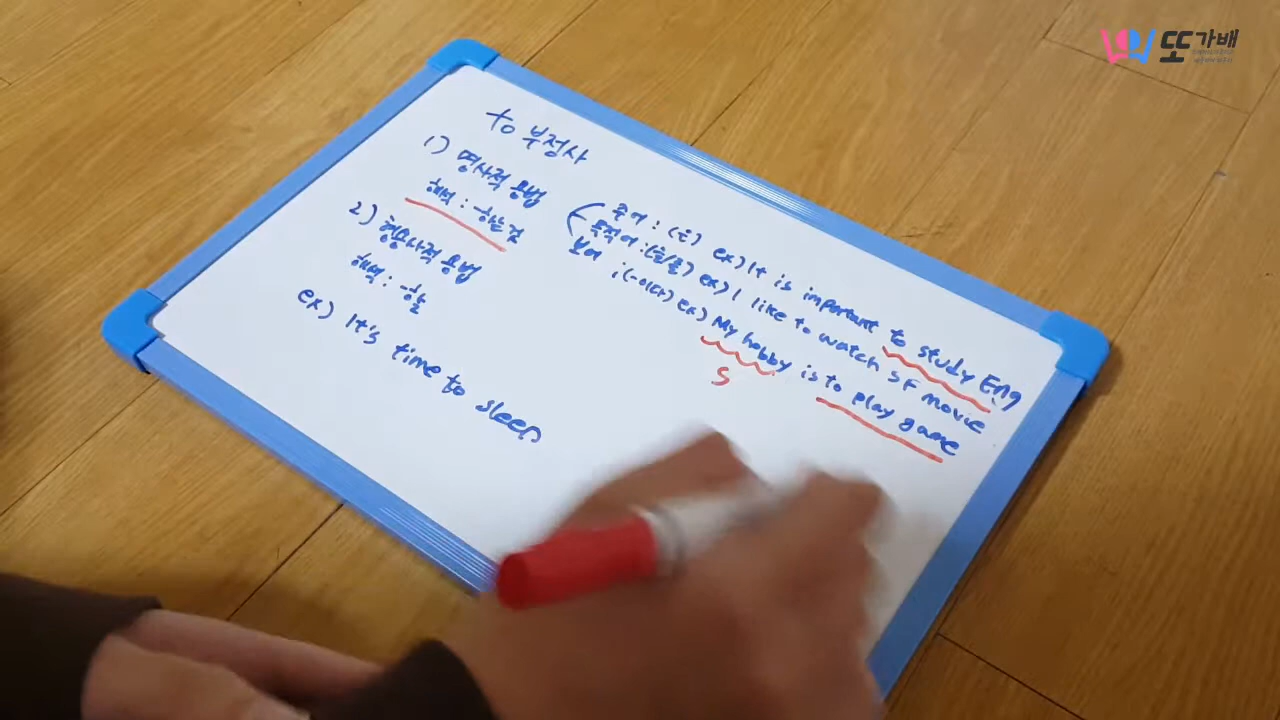 또 가배
to 부정사
1) 명사적 용법
해석 : ~하는 것
주어 : (은) ex) It is important to study Eng
목적어 : (을/를) ex) I like to watch SF movie
보어 ; (~이다) ex) My hobby is to play game
S
2) 형용사적 용법
해석 : ~할
ex) It's time to sleep